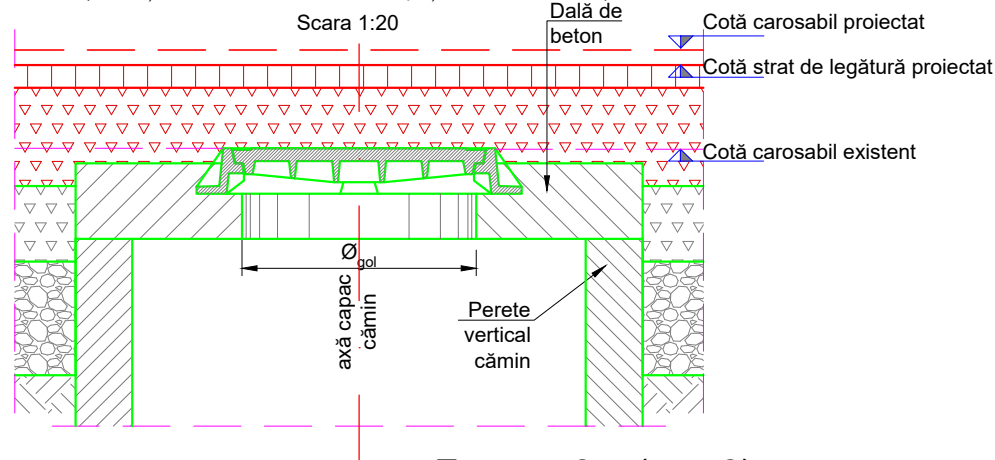 Scara 1:20
Dală de
beton
Cotă carosabil proiectat
Cotă strat de legătură proiectat
Cotă carosabil existent
Ø gol
axă capac
cămin
Perete
vertical
cămin